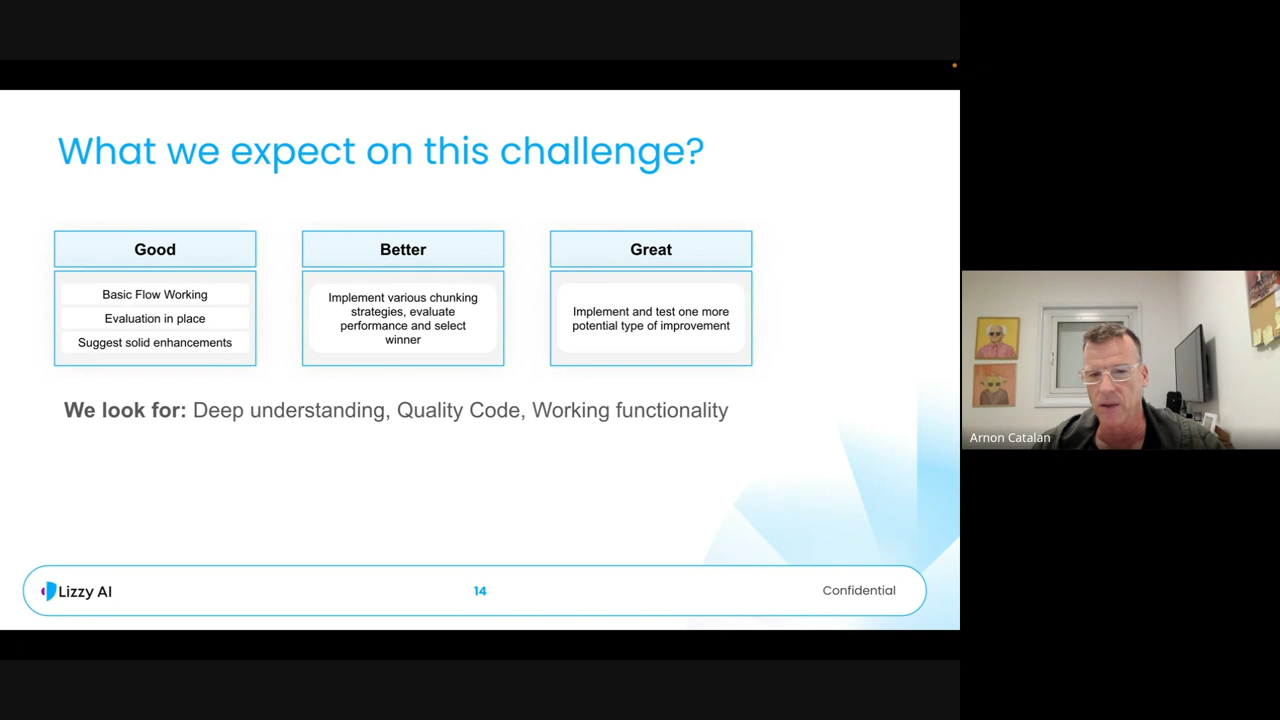 What we expect on this challenge?
Good
Basic Flow Working
Evaluation in place
Suggest solid enhancements
Better
Implement various chunking
strategies, evaluate
performance and select
winner
Great
Implement and test one more
potential type of improvement
We look for: Deep understanding, Quality Code, Working functionality
Lizzy AI
14
Confidential
Arnon Catalan